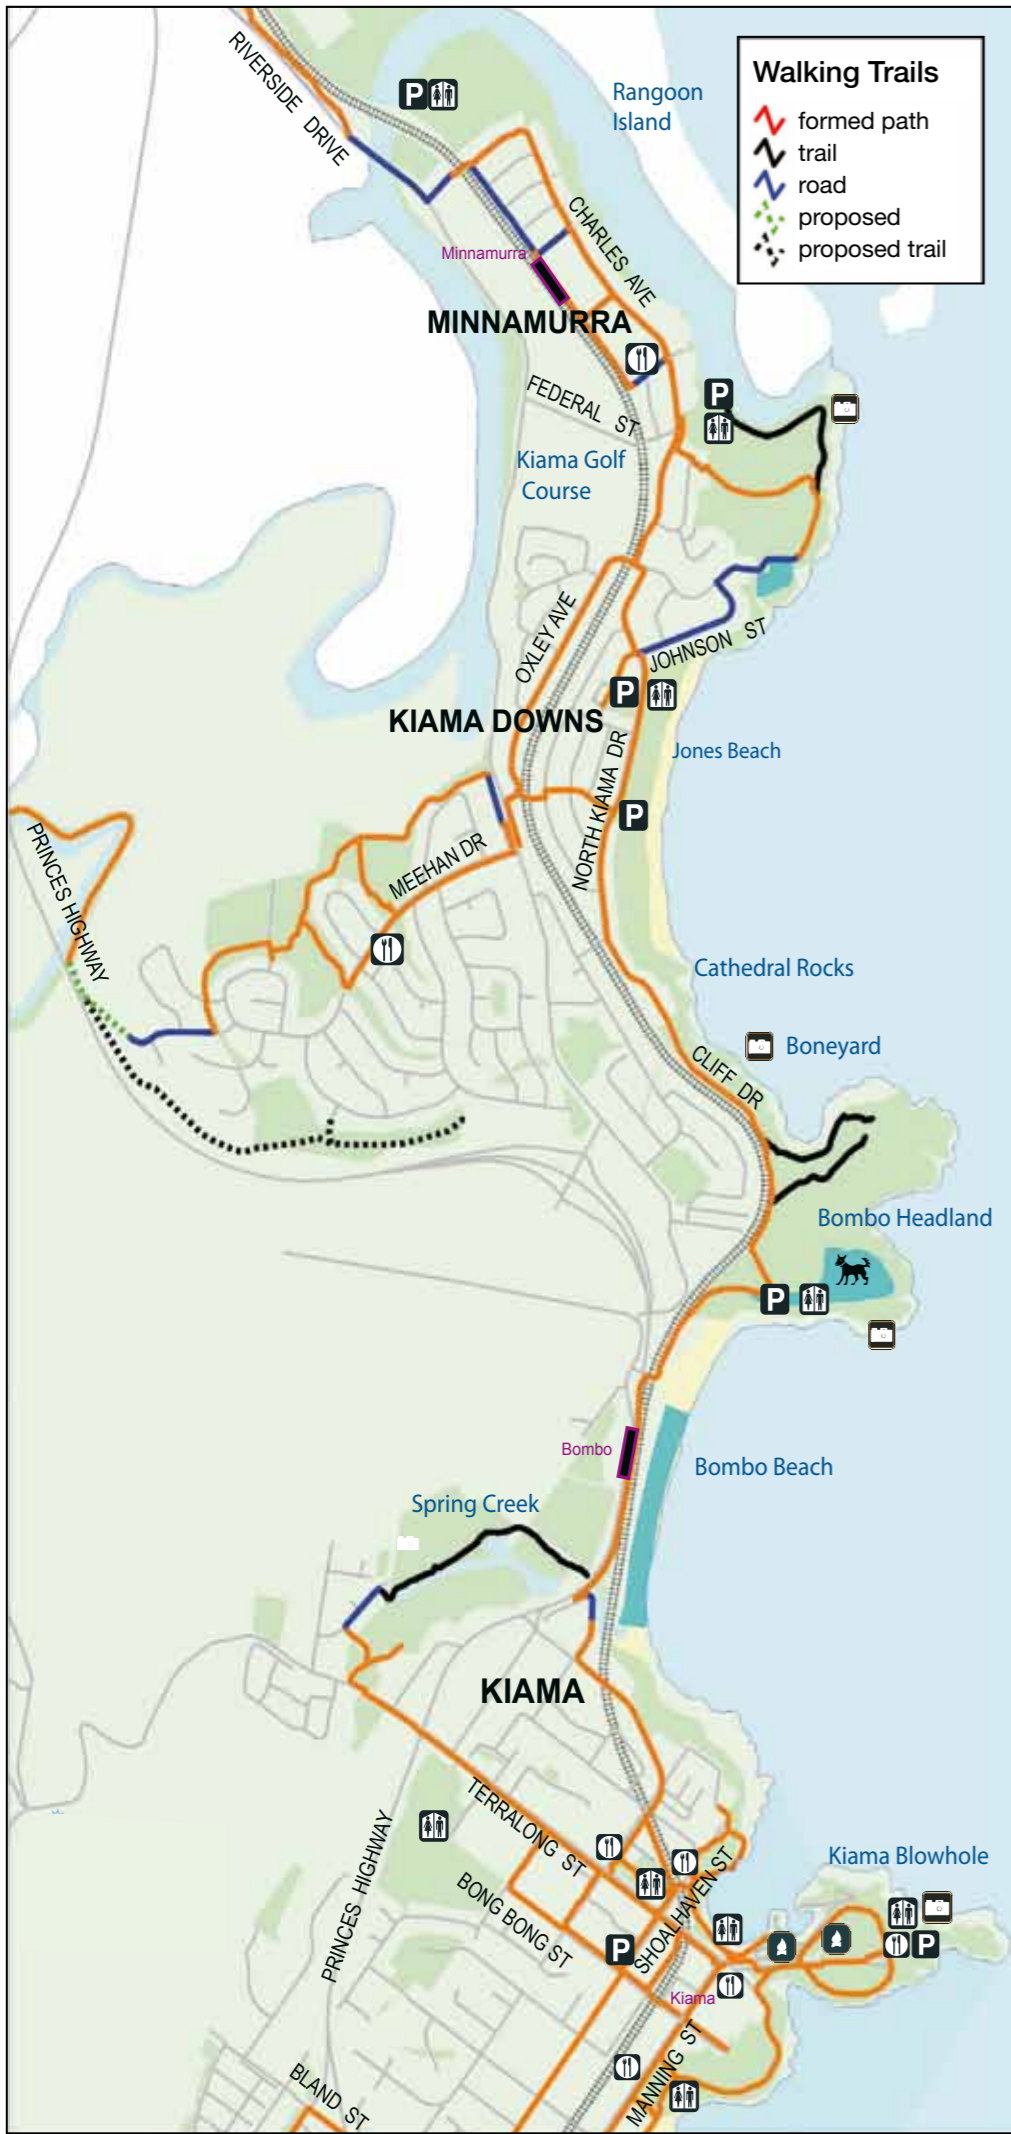 RIVERSIDE DRIVE
P
Rangoon
Island
Walking Trails
formed path
trail
road
proposed
proposed trail
CHARLES AVE
Minnamurra
MINNAMURRA
FEDERAL ST
P
Kiama Golf
Course
OXLEY AVE
JOHNSON ST
P
KIAMA DOWNS
Jones Beach
NORTH KIAMA DR
P
MEEHAN DR
PRINCES HIGHWAY
Cathedral Rocks
Boneyard
CLIFF DR
Bombo Headland
P
Bombo
Bombo Beach
Spring Creek
KIAMA
TERRALONG ST
PRINCES HIGHWAY
Kiama Blowhole
BONG BONG ST
SHOALHAVEN ST
P
P
Kiama
MANNING ST
BLAND ST